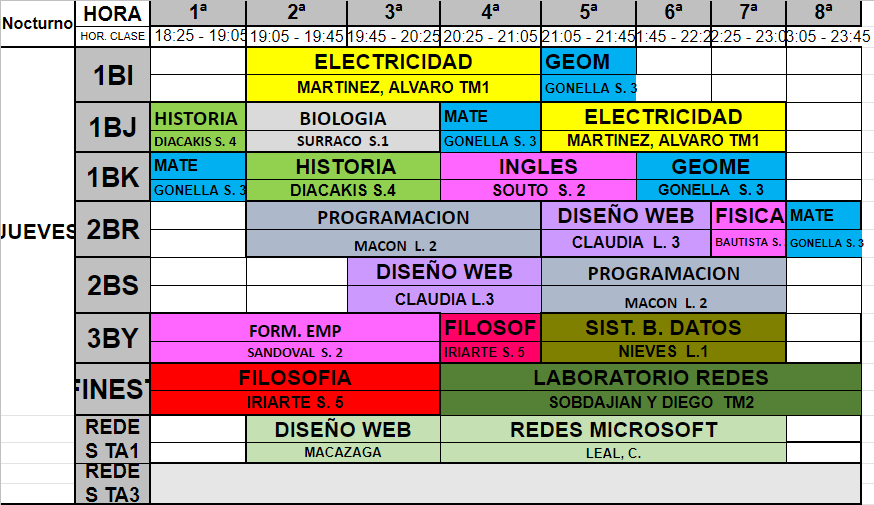 Nocturno HORA 1ª 2ª 3ª 4ª 5ª 6ª 7ª 8ª
HOR. CLASE 18:25 - 19:05 19:05 - 19:45 19:45 - 20:25 20:25 - 21:05 21:05 - 21:45 1:45 - 22:2 2:25 - 23:0 3:05 - 23:45
JUEVES
1BI ELECTRICIDAD GEOM
MARTINEZ, ALVARO TM1 GONELLA S. 3
1BJ HISTORIA BIOLOGIA MATE ELECTRICIDAD
DIACAKIS S. 4 SURRACO S.1 GONELLA S. 3 MARTINEZ, ALVARO TM1
1BK MATE HISTORIA INGLES GEOME
GONELLA S. 3 DIACAKIS S.4 SOUTO S. 2 GONELLA S. 3
2BR PROGRAMACION DISEÑO WEB FISICA MATE
MACON L. 2 CLAUDIA L. 3 BAUTISTA S. GONELLA S. 3
2BS DISEÑO WEB PROGRAMACION
CLAUDIA L.3 MACON L. 2
3BY FORM. EMP FILOSOF SIST. B. DATOS
SANDOVAL S. 2 IRIARTE S. 5 NIEVES L.1
FINEST FILOSOFIA LABORATORIO REDES
IRIARTE S. 5 SOBDAJIAN Y DIEGO TM2
REDE DISEÑO WEB REDES MICROSOFT
S TA1 MACAZAGA LEAL, C.
REDE
S TA3